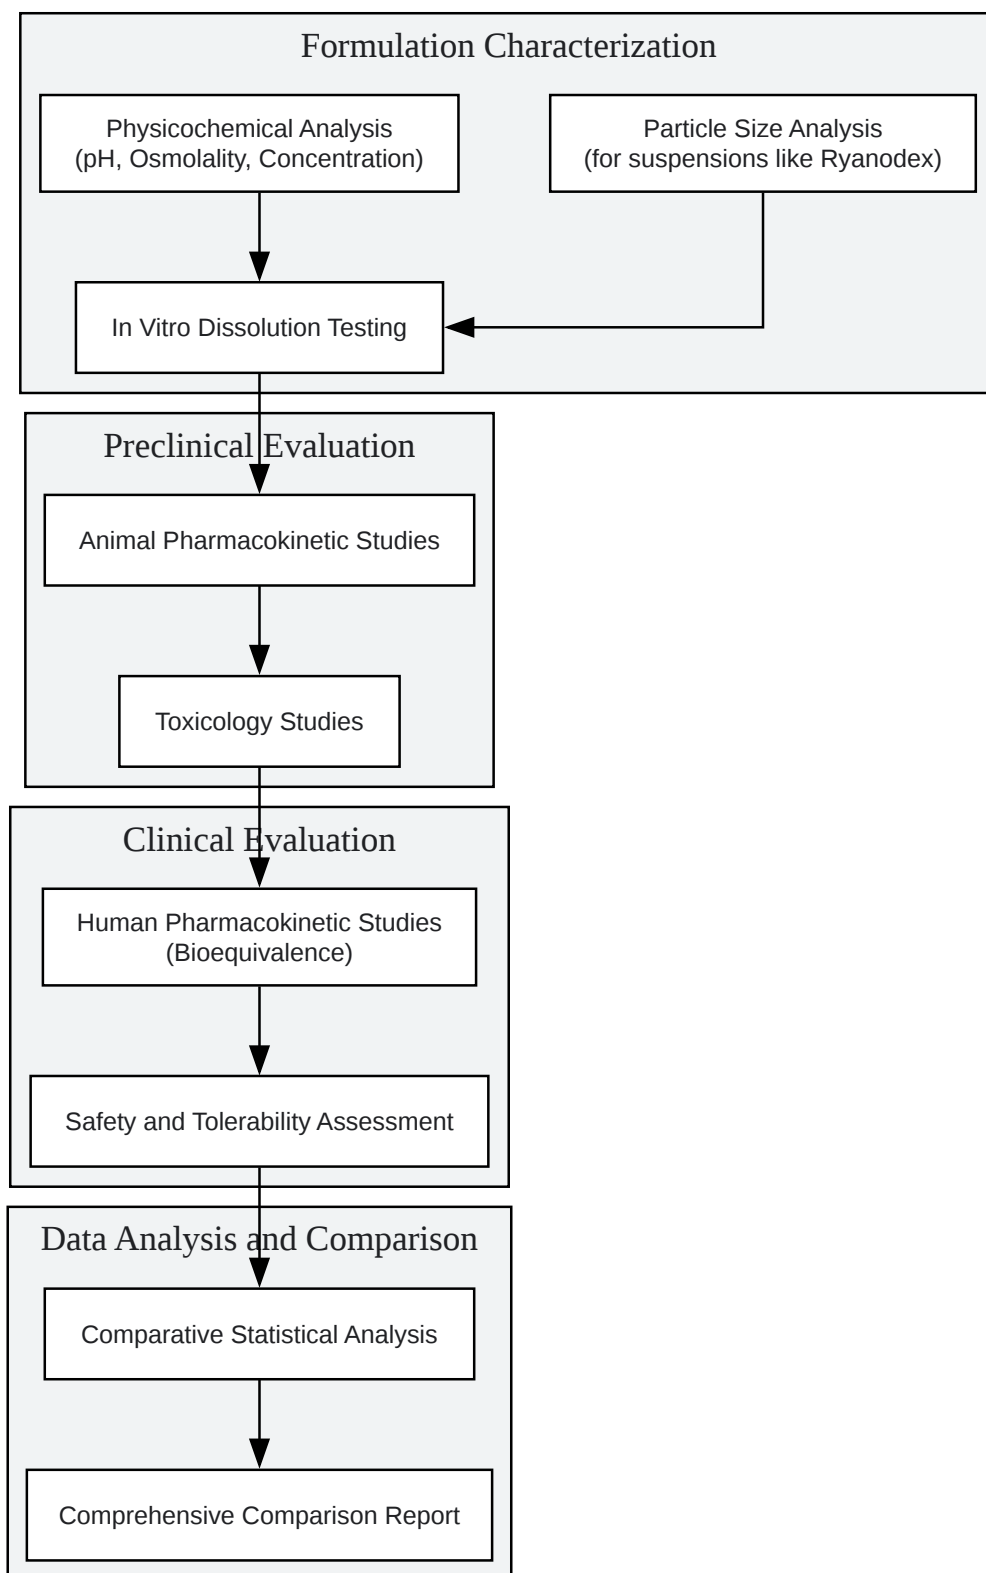 Formulation Characterization
Physicochemical Analysis
(pH, Osmolality, Concentration)
Particle Size Analysis
(for suspensions like Ryanodex)
In Vitro Dissolution Testing
Preclinical Evaluation
Animal Pharmacokinetic Studies
Toxicology Studies
Clinical Evaluation
Human Pharmacokinetic Studies
(Bioequivalence)
Safety and Tolerability Assessment
Data Analysis and Comparison
Comparative Statistical Analysis
Comprehensive Comparison Report